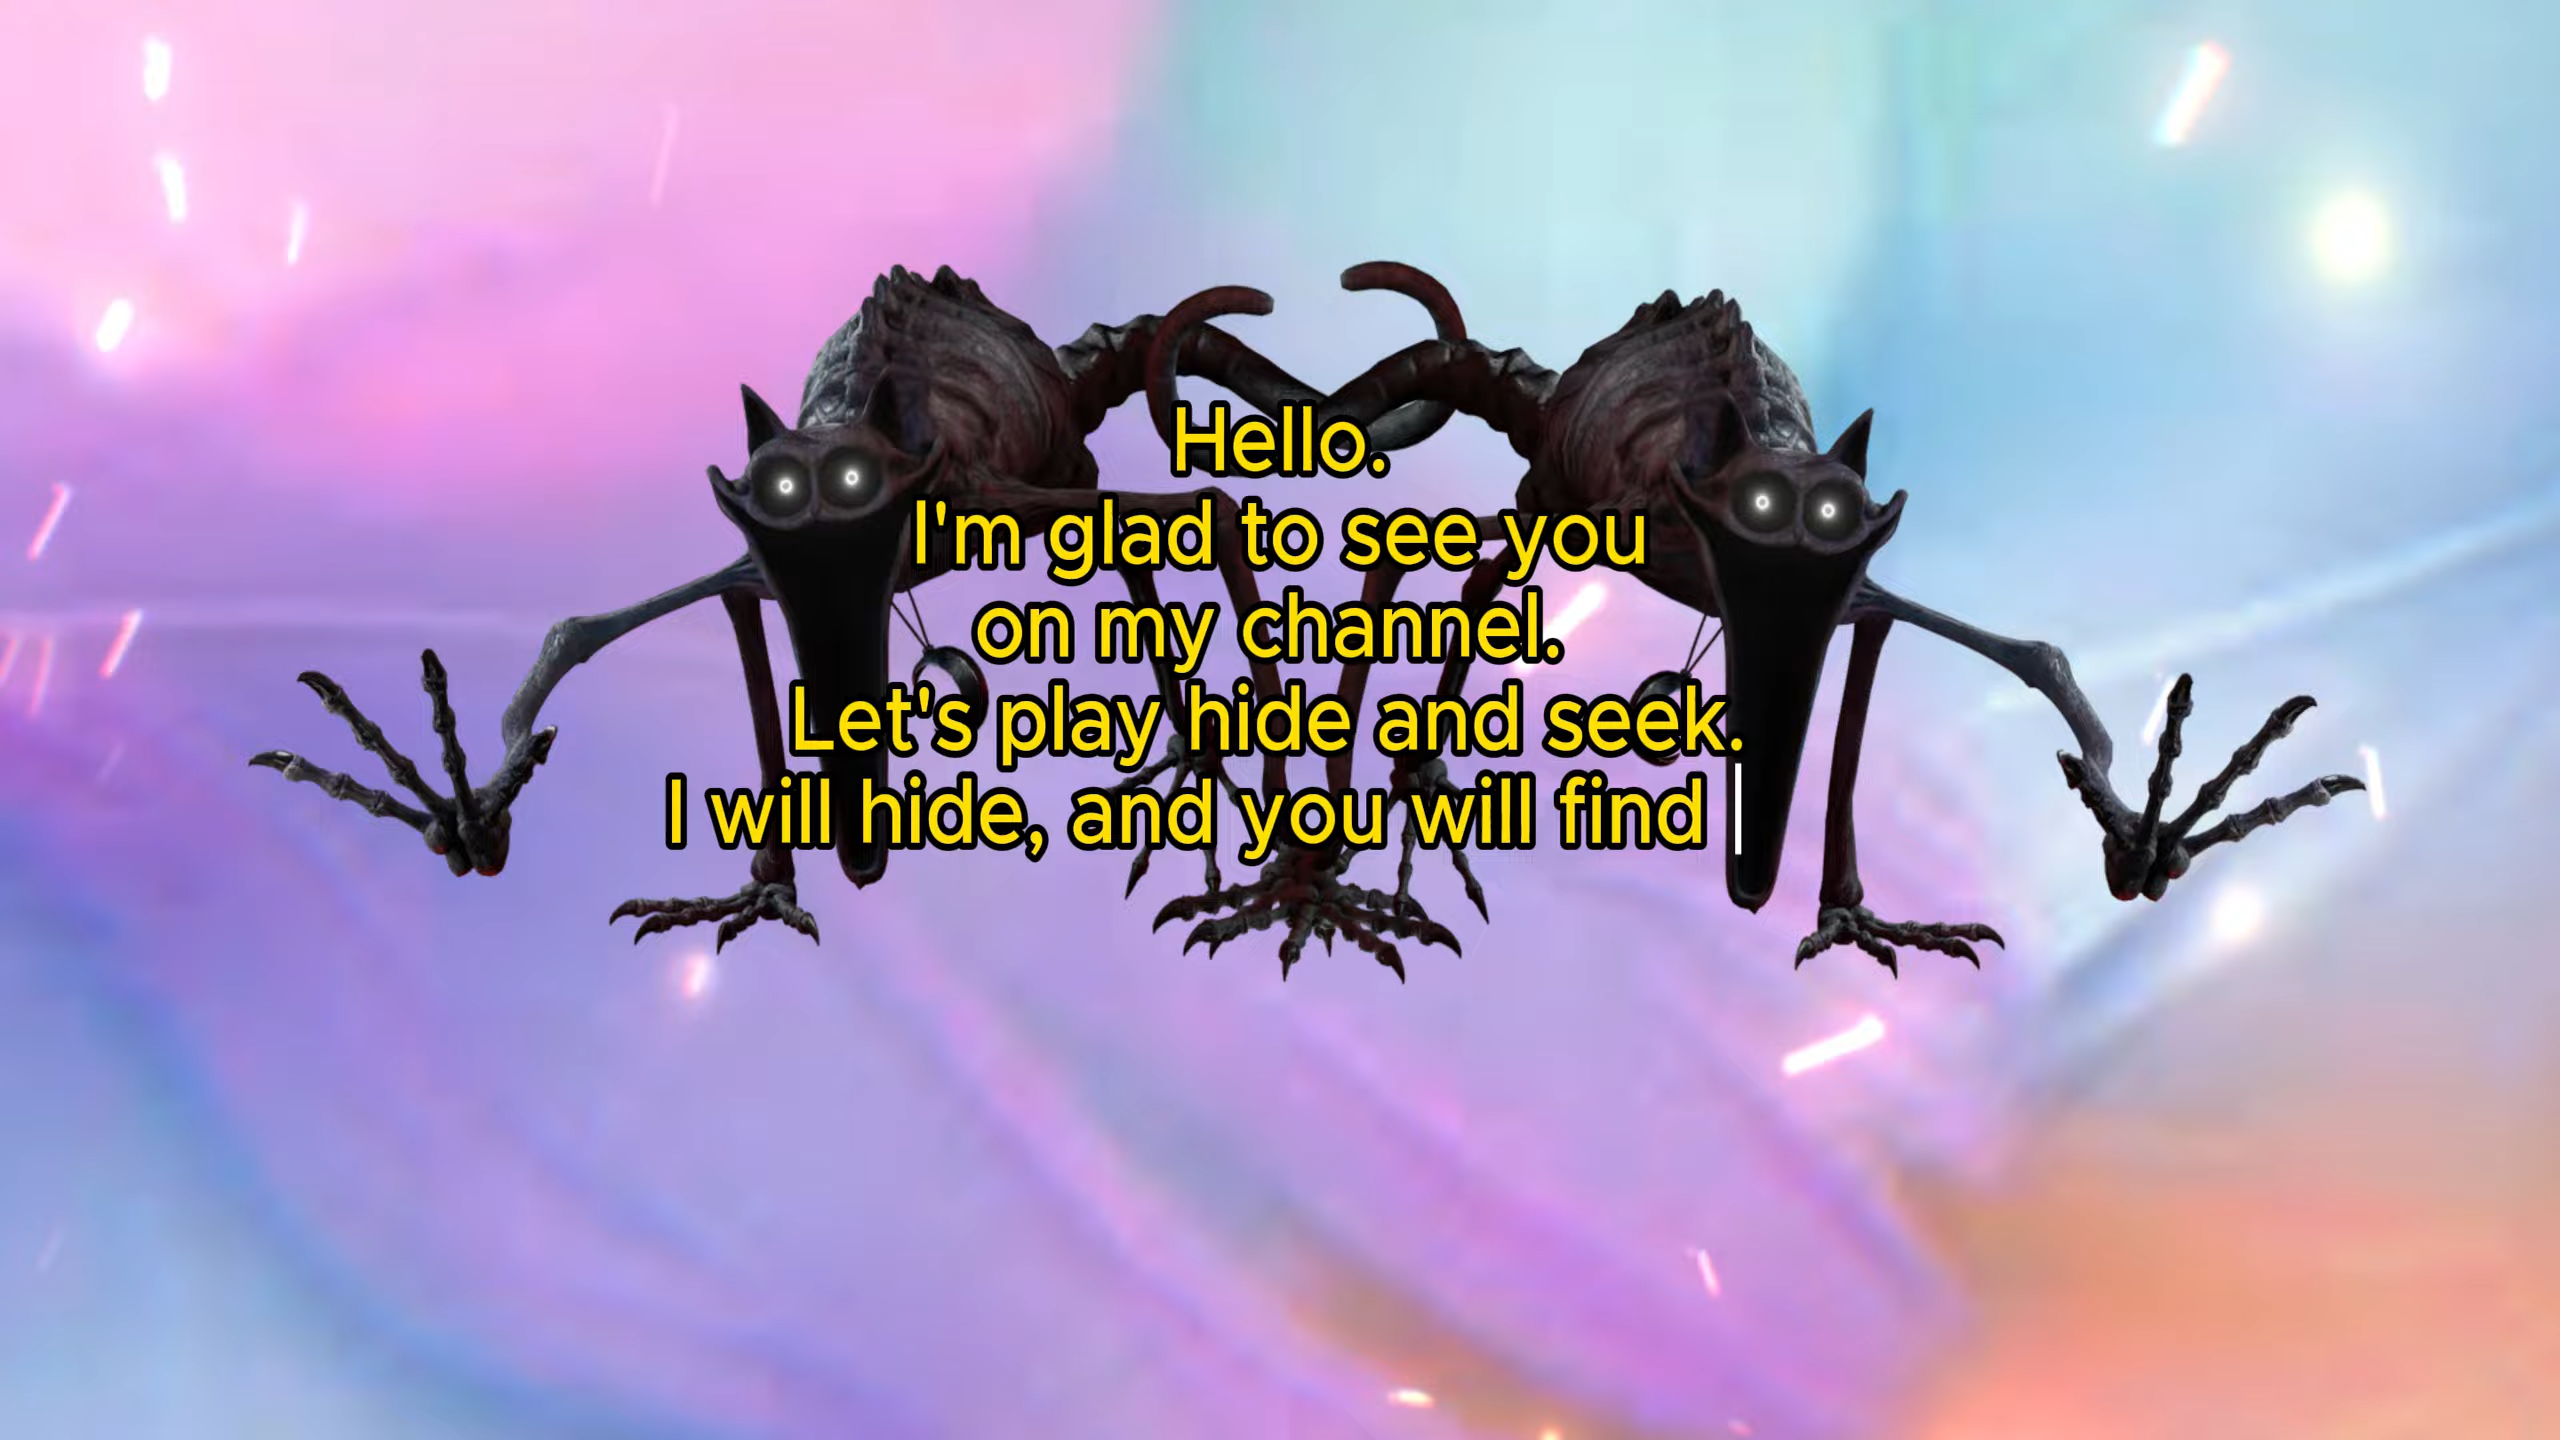 Hello.
I'm glad to see you
on my channel.
Let's play hide and seek.
I will hide, and you will find